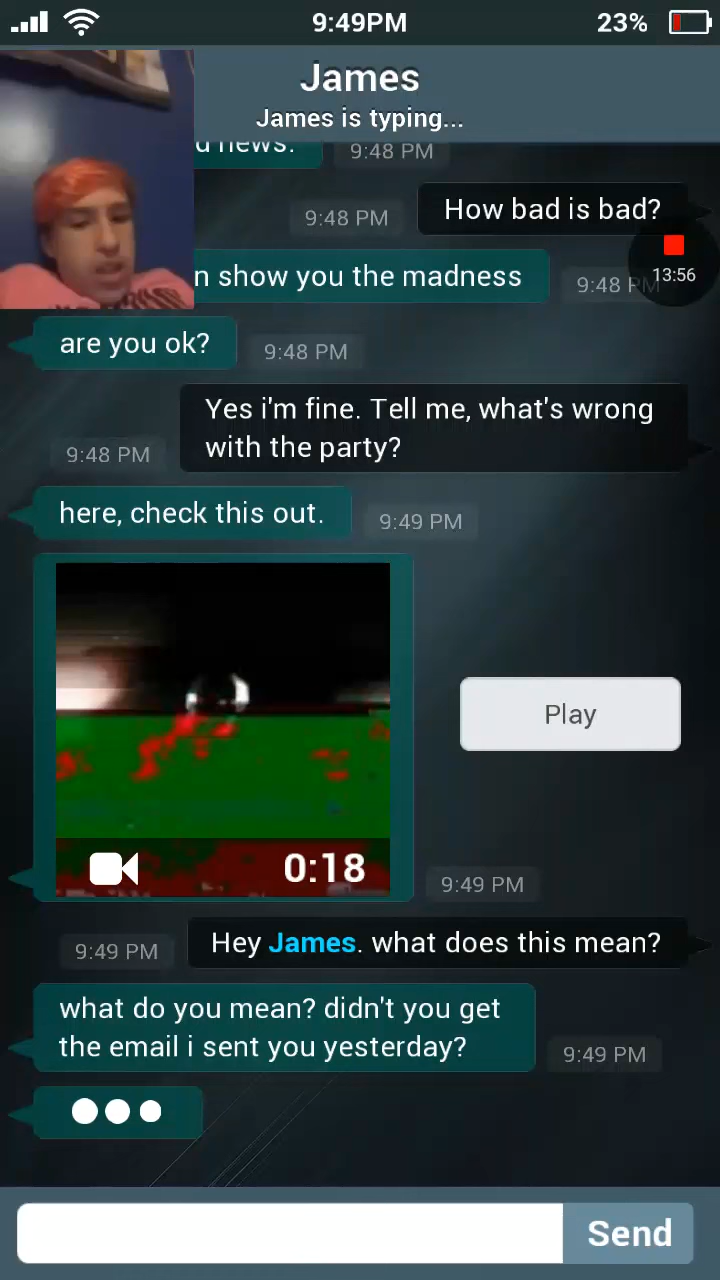 9:49PM
23%
James
James is typing...
news.
9:48 PM
How bad is bad?
9:48 PM
n show you the madness
9:48 PM
13:56
are you ok?
9:48 PM
Yes i'm fine. Tell me, what's wrong
with the party?
9:48 PM
here, check this out.
9:49 PM
Play
0:18
9:49 PM
Hey James. what does this mean?
9:49 PM
what do you mean? didn't you get
the email i sent you yesterday?
9:49 PM
Send